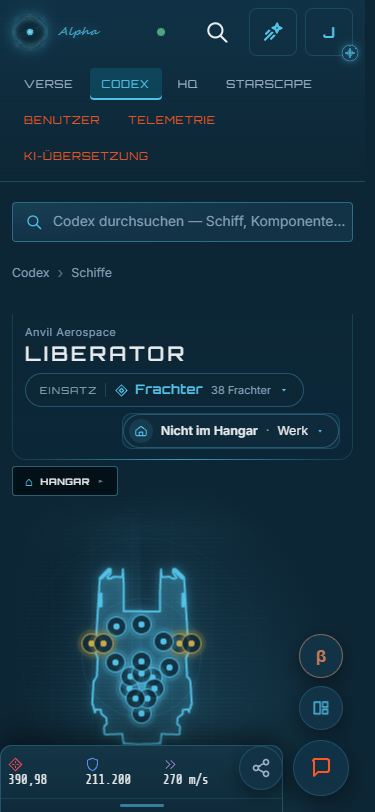 Alpha
VERSE CODEX HQ STARSCAPE
BENUTZER TELEMETRIE
KI-ÜBERSETZUNG
Codex durchsuchen — Schiff, Komponente...
Codex › Schiffe
Anvil Aerospace
LIBERATOR
EINSATZ Frachter 38 Frachter
Nicht im Hangar · Werk
HANGAR
β
390,98 211.200 270 m/s